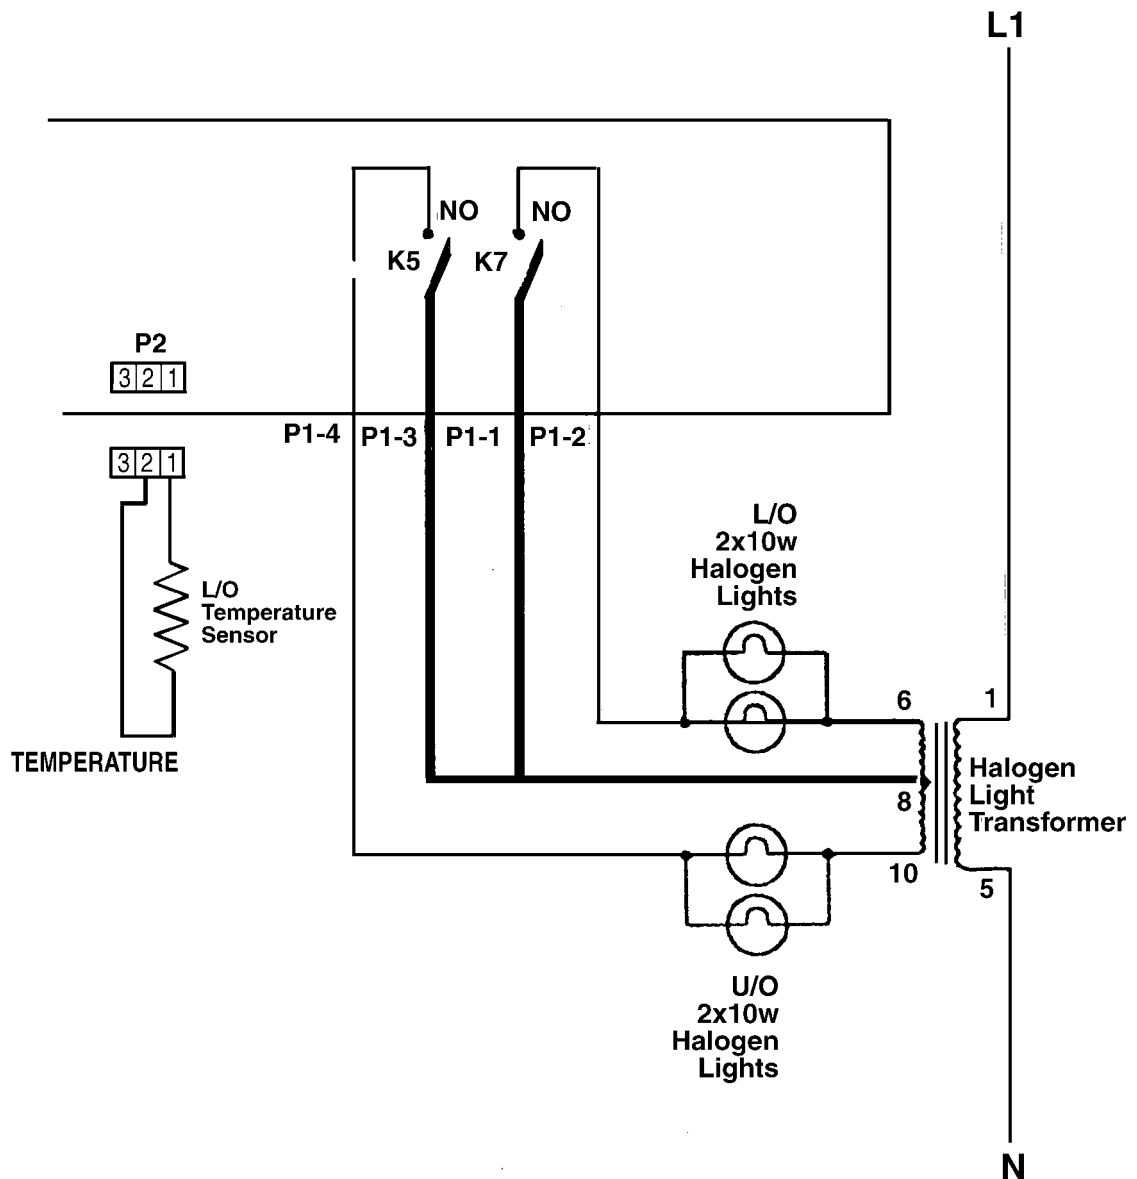 L1
NO
NO
K5
K7
P2
3 2 1
P1-4
P1-3
P1-1
P1-2
3 2 1
L/O
Temperature
Sensor
TEMPERATURE
L/O
2x10w
Halogen
Lights
6
1
8
Halogen
Light
Transformer
10
5
U/O
2x10w
Halogen
Lights
N